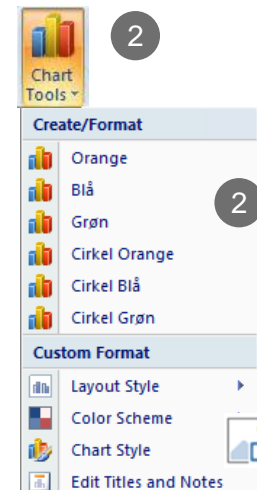 2
Chart
Tools
Create/Format
Orange
Blå
2
Grøn
Cirkel Orange
Cirkel Blå
Cirkel Grøn
Custom Format
Layout Style
Color Scheme
Chart Style
Edit Titles and Notes